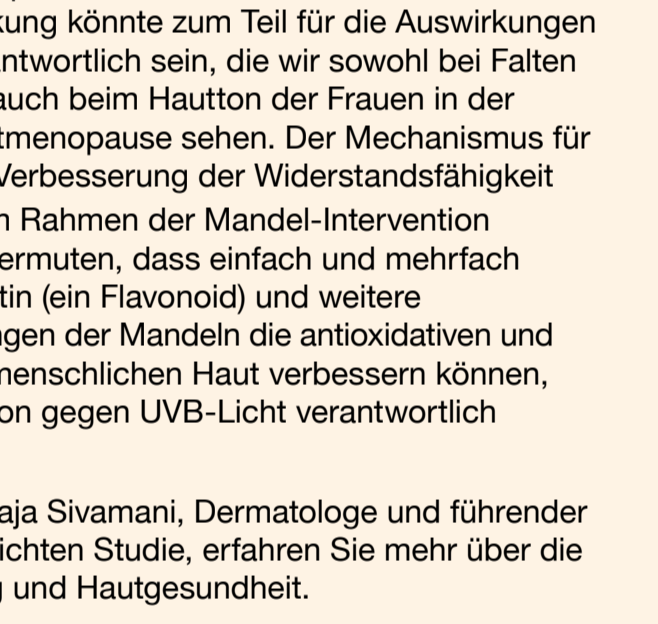 kung könnte zum Teil für die Auswirkungen
ntwortlich sein, die wir sowohl bei Falten
auch beim Hautton der Frauen in der
tmenopause sehen. Der Mechanismus für
Verbesserung der Widerstandsfähigkeit
n Rahmen der Mandel-Intervention
ermuten, dass einfach und mehrfach
tin (ein Flavonoid) und weitere
ngen der Mandeln die antioxidativen und
menschlichen Haut verbessern können,
on gegen UVB-Licht verantwortlich
aja Sivamani, Dermatologe und führender
ichten Studie, erfahren Sie mehr über die
g und Hautgesundheit.